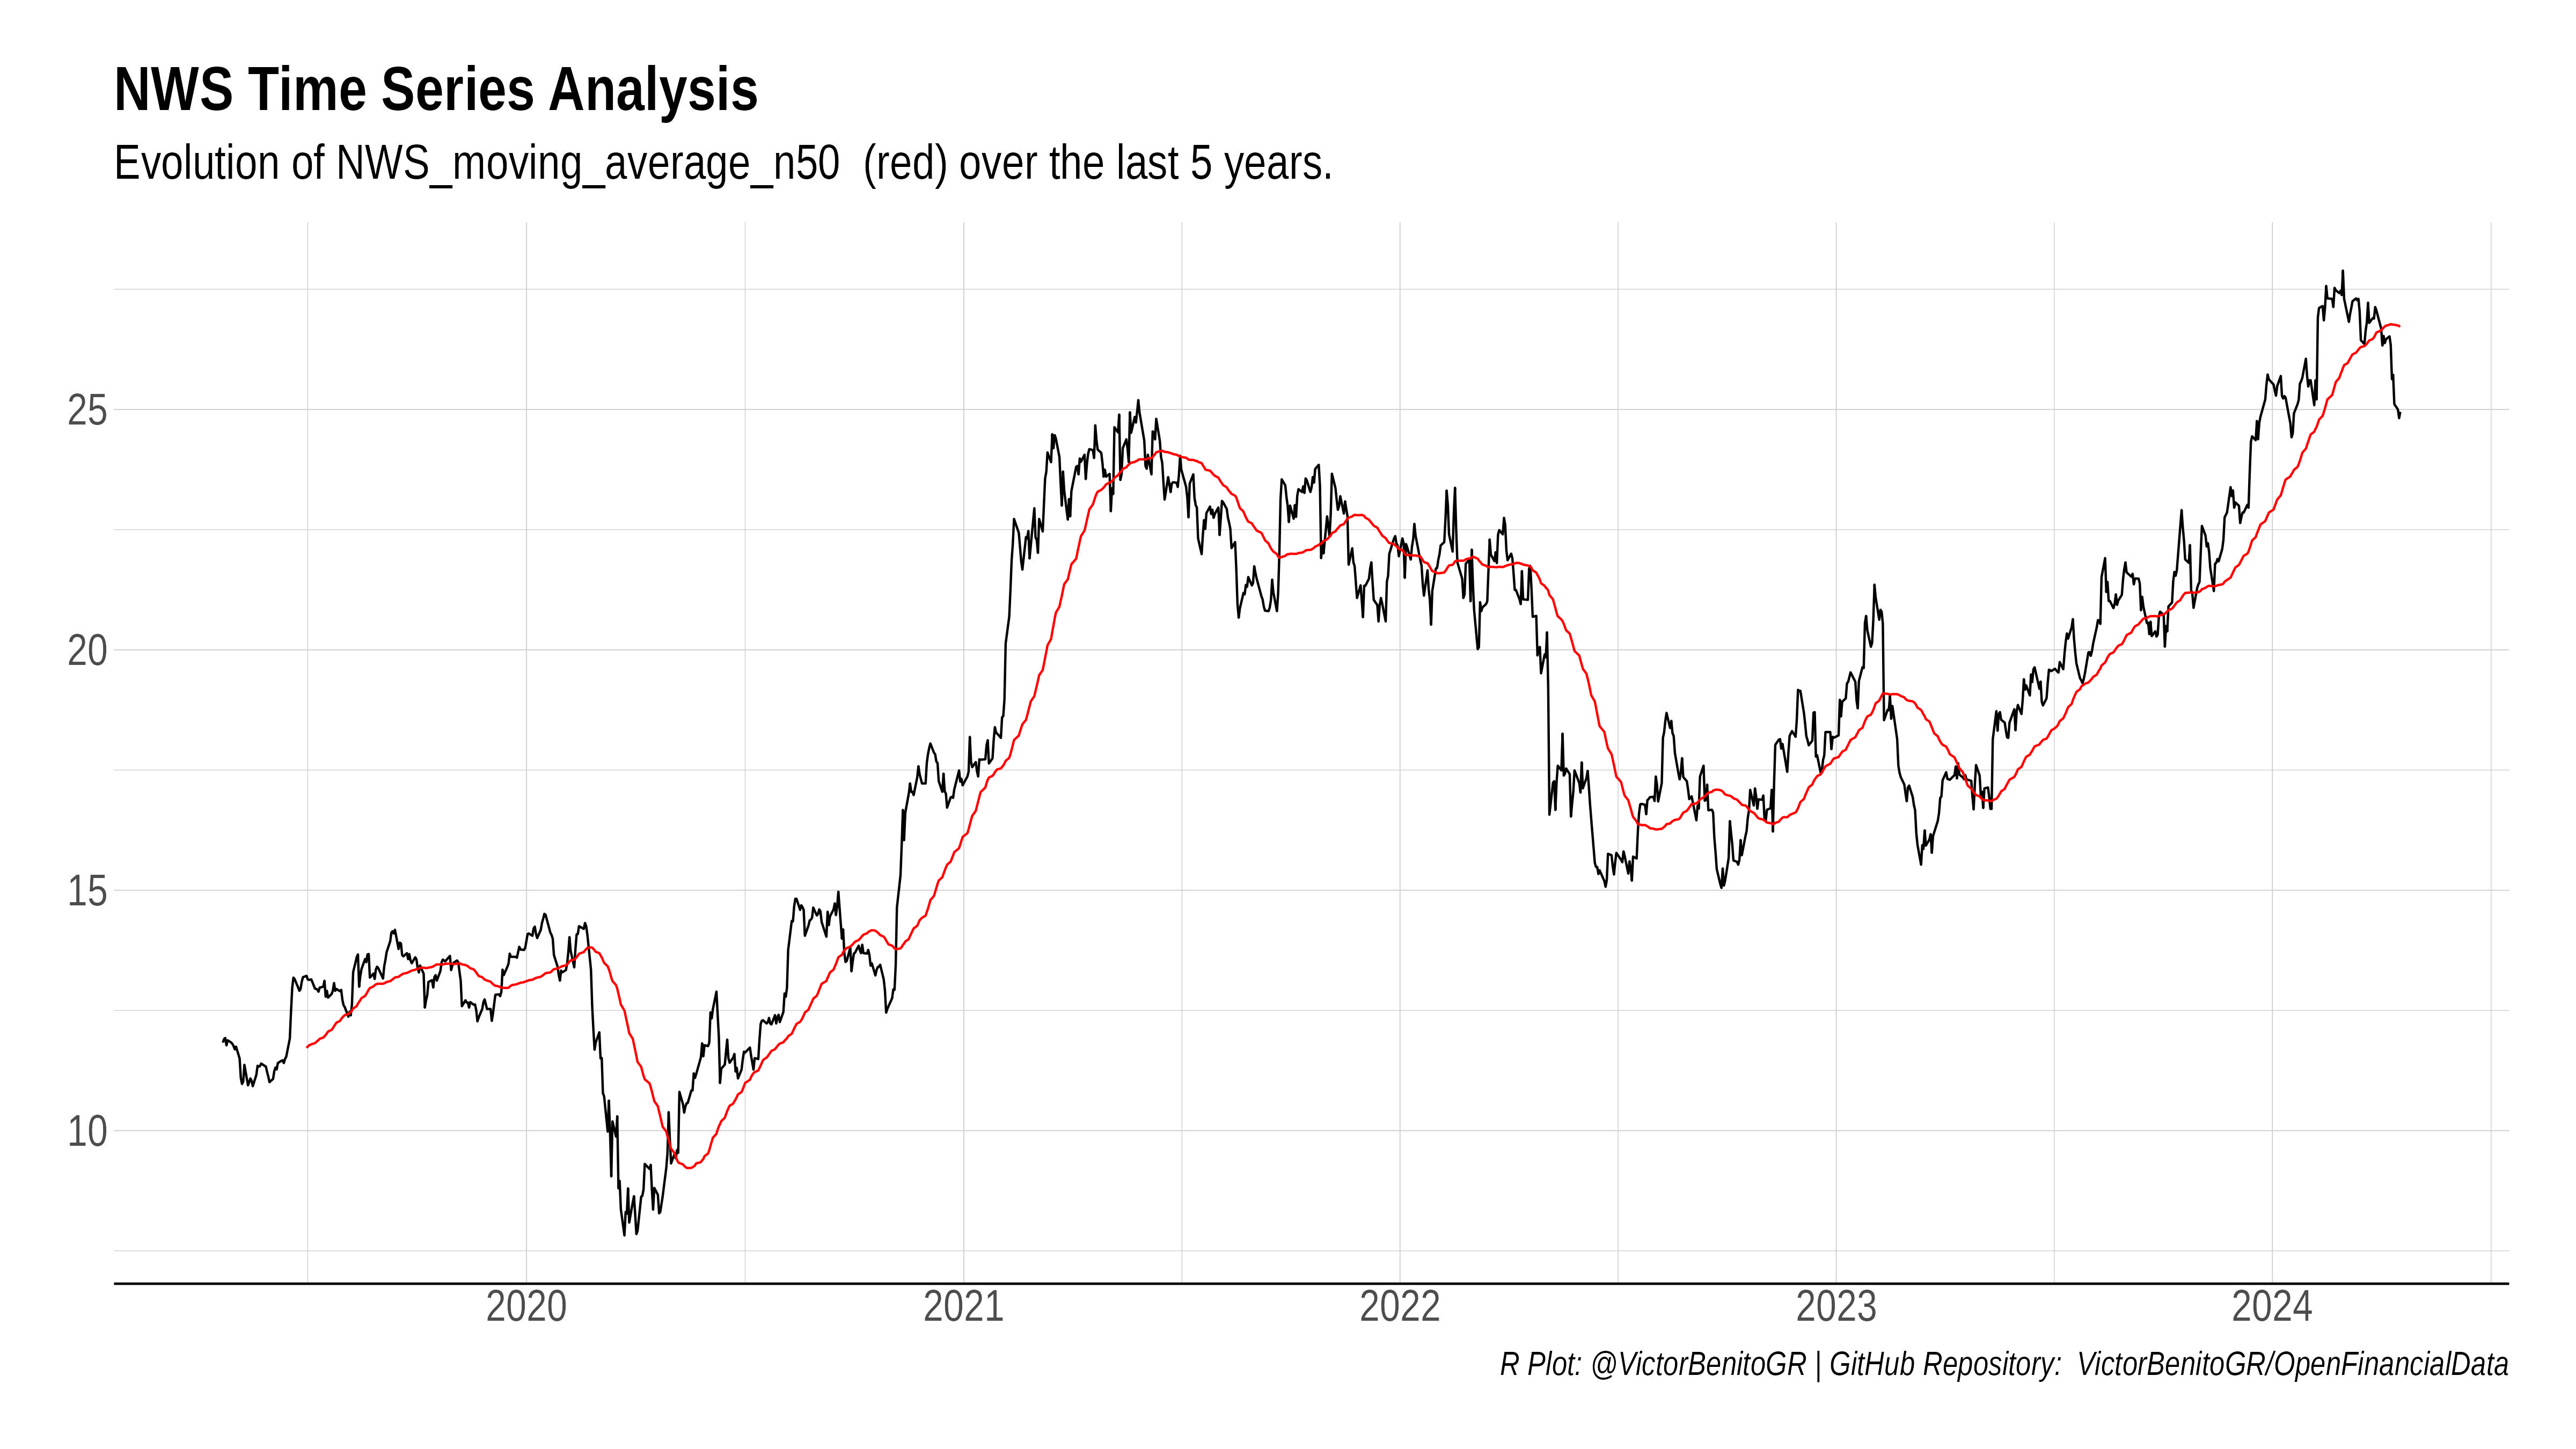 NWS Time Series Analysis
Evolution of NWS_moving_average_n50  (red) over the last 5 years.
25
20
15
10
2020 2021 2022 2023 2024
R Plot: @VictorBenitoGR | GitHub Repository:  VictorBenitoGR/OpenFinancialData